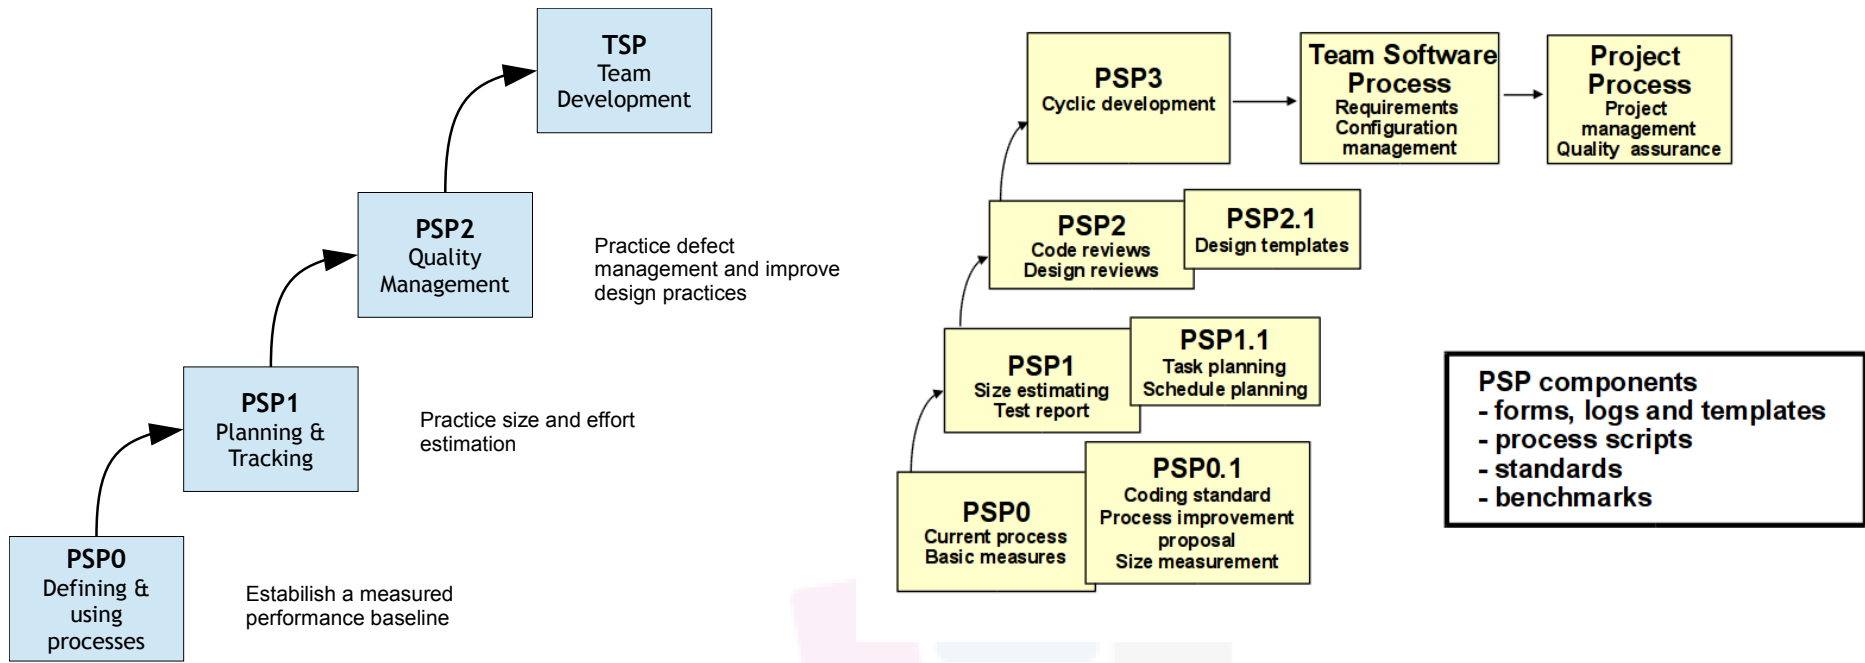 TSP
Team
Development
PSP2
Quality
Management
Practice defect
management and improve
design practices
PSP1
Planning &
Tracking
Practice size and effort
estimation
PSP0
Defining &
using
processes
Estabilish a measured
performance baseline
PSP3
Cyclic development
Team Software
Process
Requirements
Configuration
management
Project
Process
Project
management
Quality assurance
PSP2
Code reviews
Design reviews
PSP2.1
Design templates
PSP1
Size estimating
Test report
PSP1.1
Task planning
Schedule planning
PSP0
Current process
Basic measures
PSP0.1
Coding standard
Process improvement
proposal
Size measurement
PSP components
- forms, logs and templates
- process scripts
- standards
- benchmarks